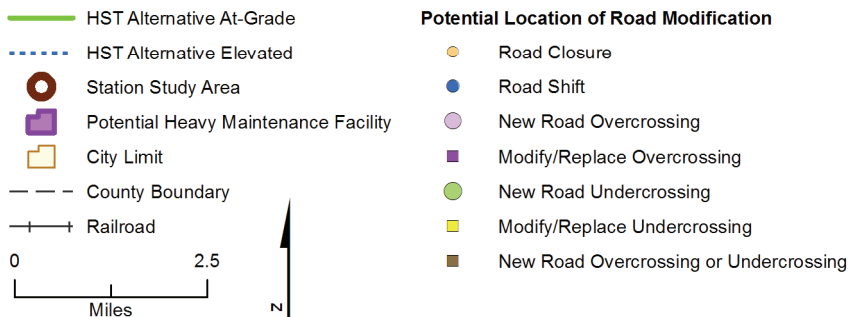 HST Alternative At-Grade
HST Alternative Elevated
Station Study Area
Potential Heavy Maintenance Facility
City Limit
County Boundary
Railroad
0 2.5
Miles
N
Potential Location of Road Modification
Road Closure
Road Shift
New Road Overcrossing
Modify/Replace Overcrossing
New Road Undercrossing
Modify/Replace Undercrossing
New Road Overcrossing or Undercrossing